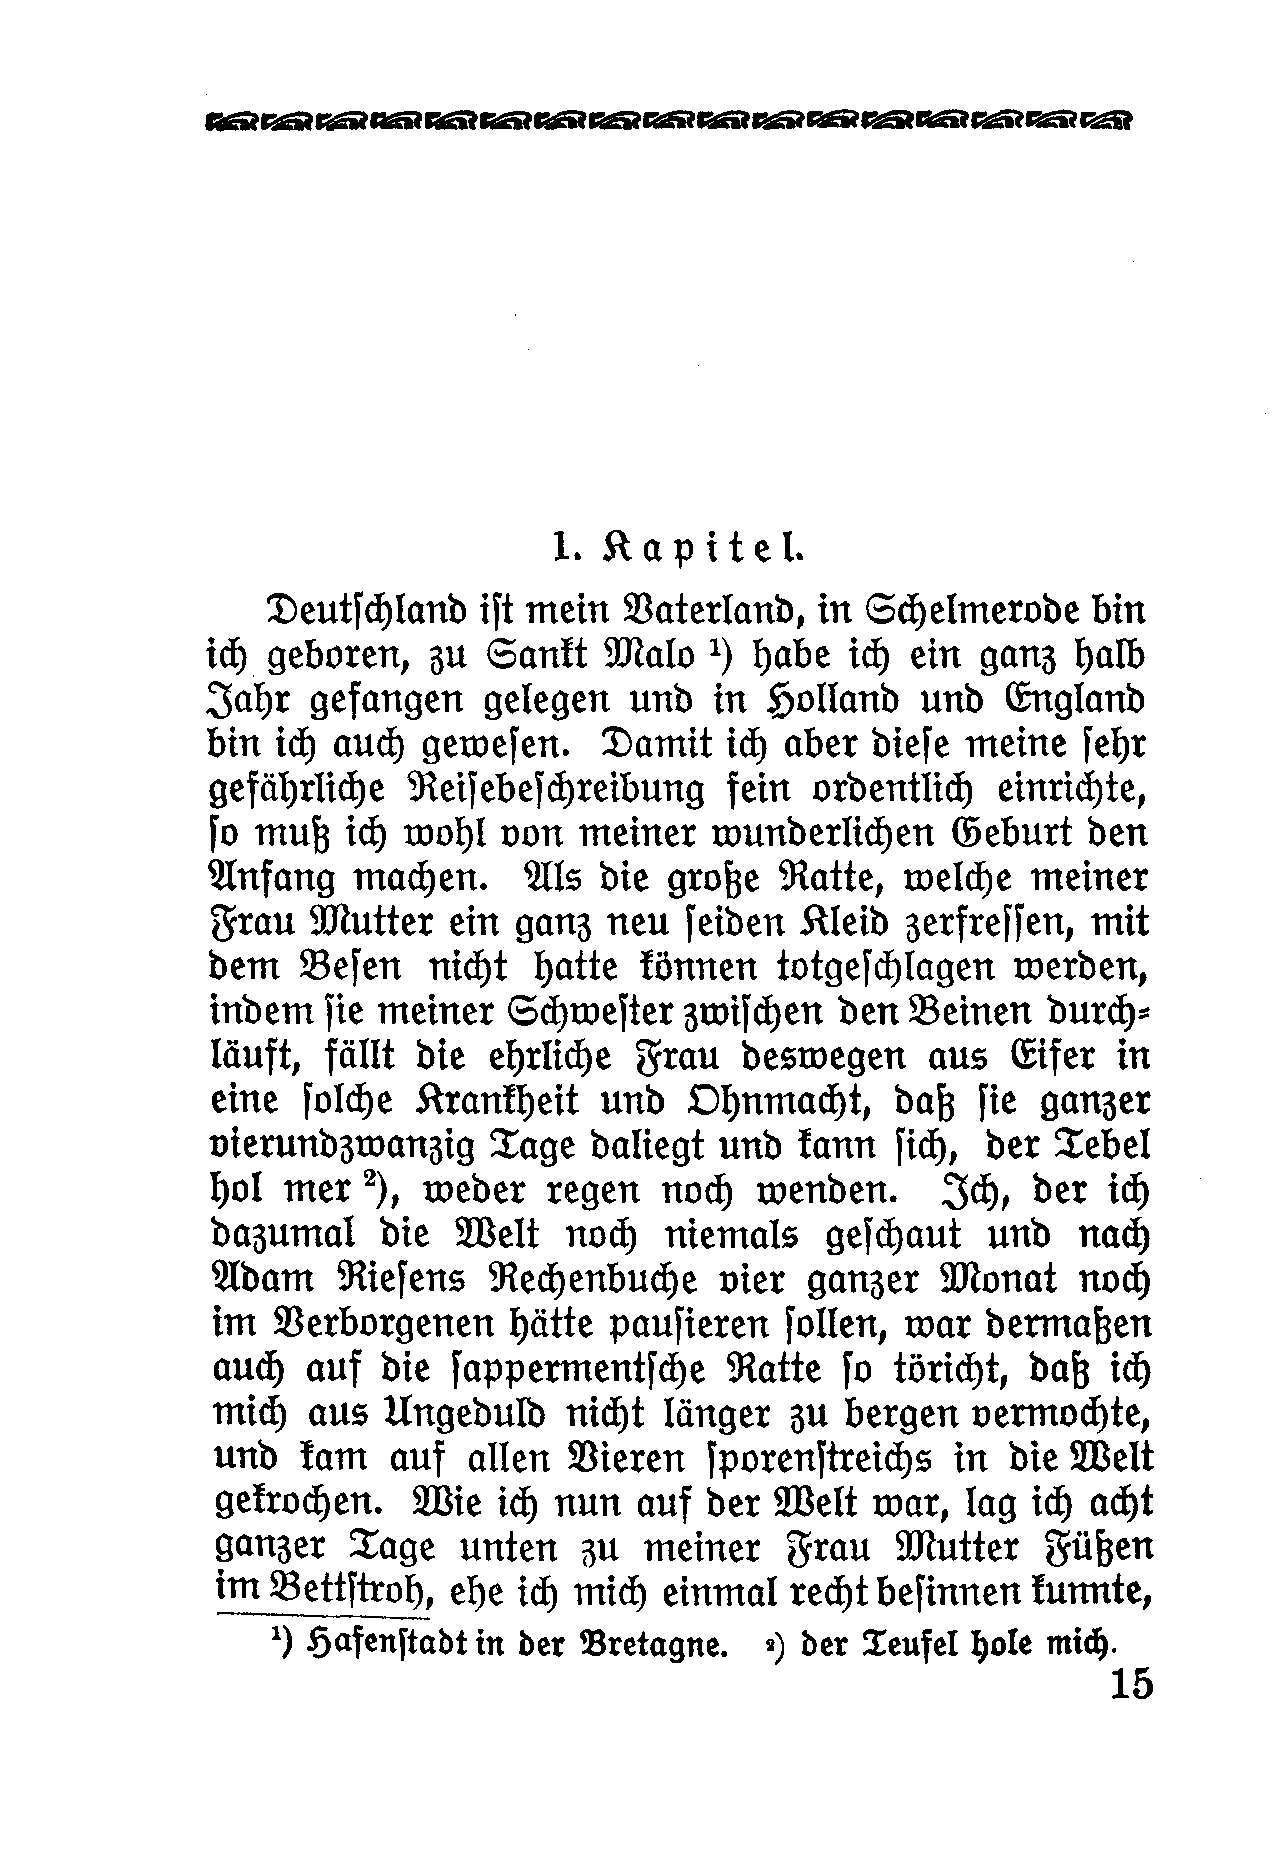 1. Kapitel.
Deutſchland iſt mein Vaterland, in Schelmerode bin
ich geboren, zu Sankt Malo ¹) habe ich ein ganz halb
Jahr gefangen gelegen und in Holland und England
bin ich auch geweſen. Damit ich aber dieſe meine ſehr
gefährliche Reiſebeſchreibung fein ordentlich einrichte,
ſo muß ich wohl von meiner wunderlichen Geburt den
Anfang machen. Als die große Ratte, welche meiner
Frau Mutter ein ganz neu ſeiden Kleid zerfreſſen, mit
dem Beſen nicht hatte können totgeſchlagen werden,
indem ſie meiner Schweſter zwiſchen den Beinen durch⸗
läuft, fällt die ehrliche Frau deswegen aus Eifer in
eine ſolche Krankheit und Ohnmacht, daß ſie ganzer
vierundzwanzig Tage daliegt und kann ſich, der Tebel
hol mer ²), weder regen noch wenden. Ich, der ich
dazumal die Welt noch niemals geſchaut und nach
Adam Rieſens Rechenbuche vier ganzer Monat noch
im Verborgenen hätte pauſieren ſollen, war dermaßen
auch auf die ſappermentſche Ratte ſo töricht, daß ich
mich aus Ungeduld nicht länger zu bergen vermochte,
und kam auf allen Vieren ſporenſtreichs in die Welt
gekrochen. Wie ich nun auf der Welt war, lag ich acht
ganzer Tage unten zu meiner Frau Mutter Füßen
im Bettſtroh, ehe ich mich einmal recht beſinnen kunnte,
¹) Hafenſtadt in der Bretagne. ²) der Teufel hole mich.
15